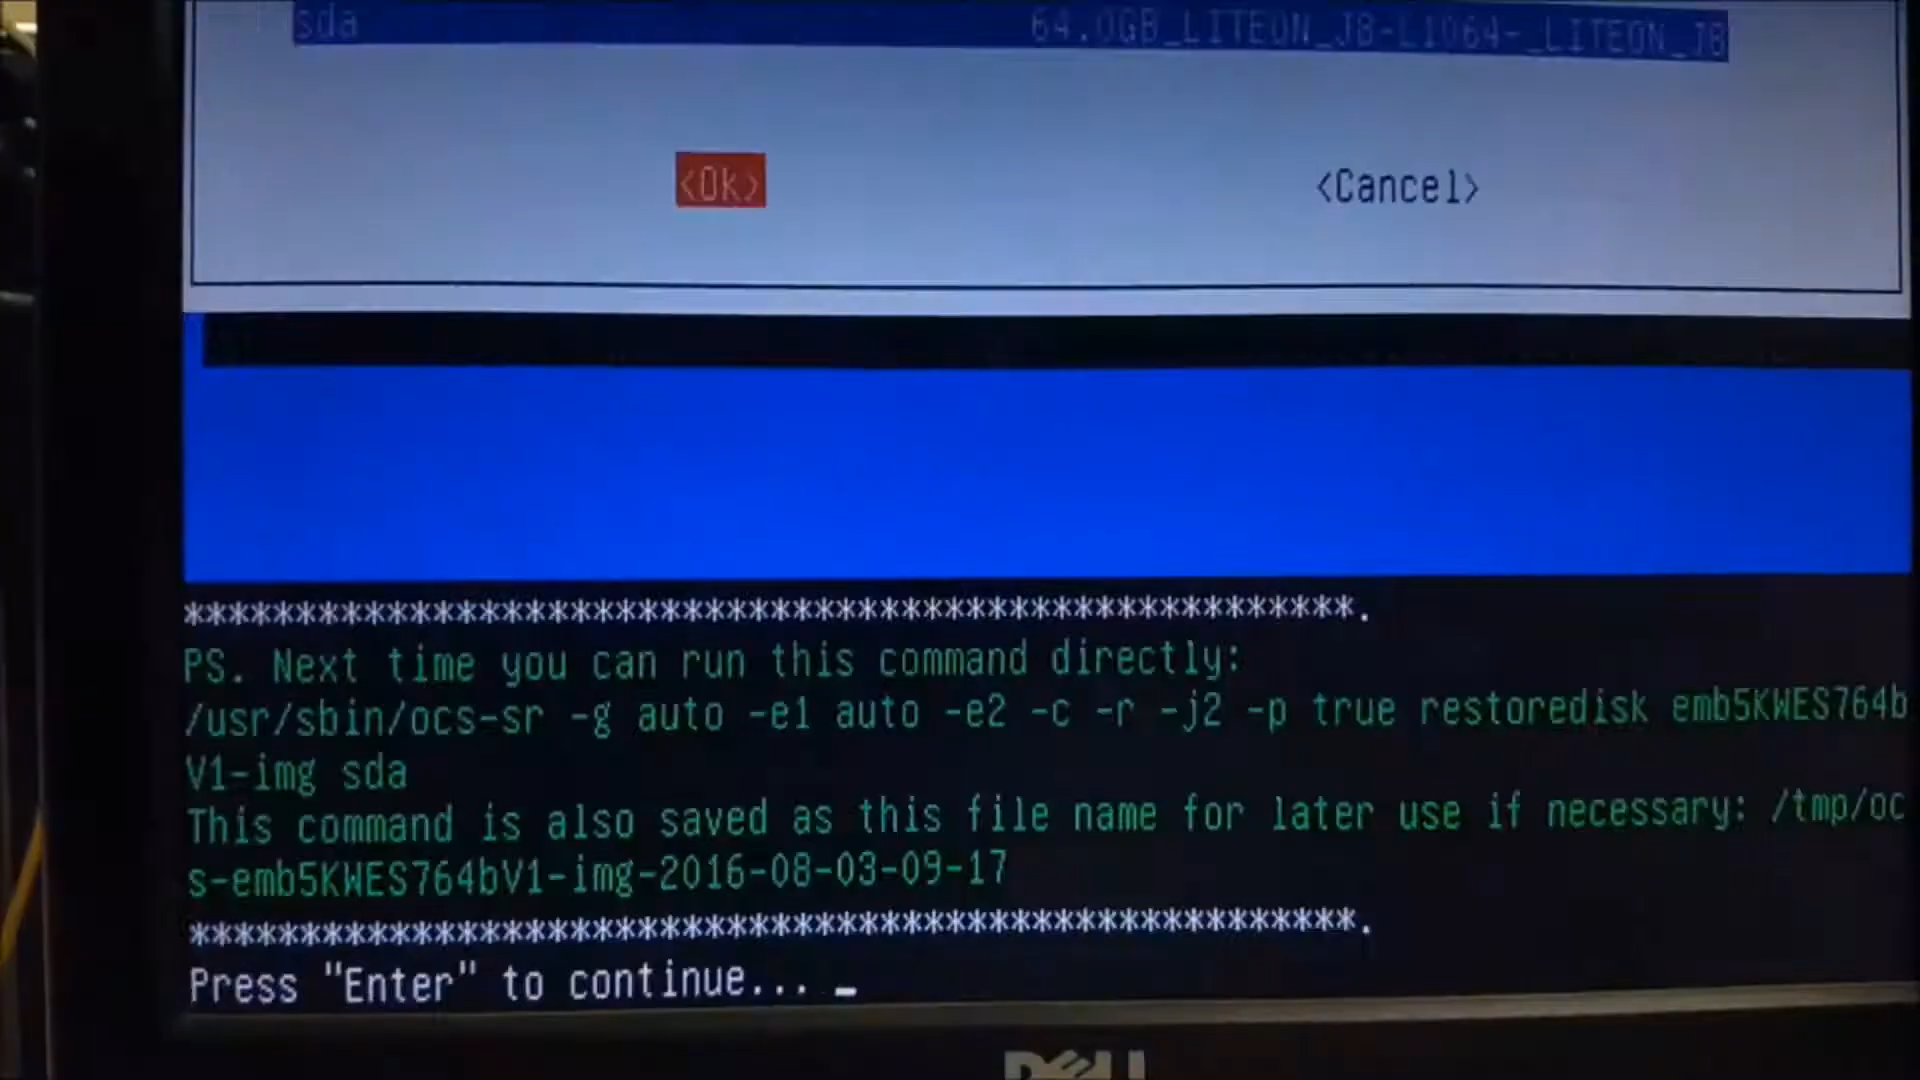 sda 64.0GB_LITEON_J8-L1064-_LITEON_J8
<Ok> <Cancel>
**************************************************************.
PS. Next time you can run this command directly:
/usr/sbin/ocs-sr -g auto -e1 auto -e2 -c -r -j2 -p true restoredisk emb5KWES764b
V1-img sda
This command is also saved as this file name for later use if necessary: /tmp/oc
s-emb5KWES764bV1-img-2016-08-03-09-17
**************************************************************.
Press "Enter" to continue... _
DELL